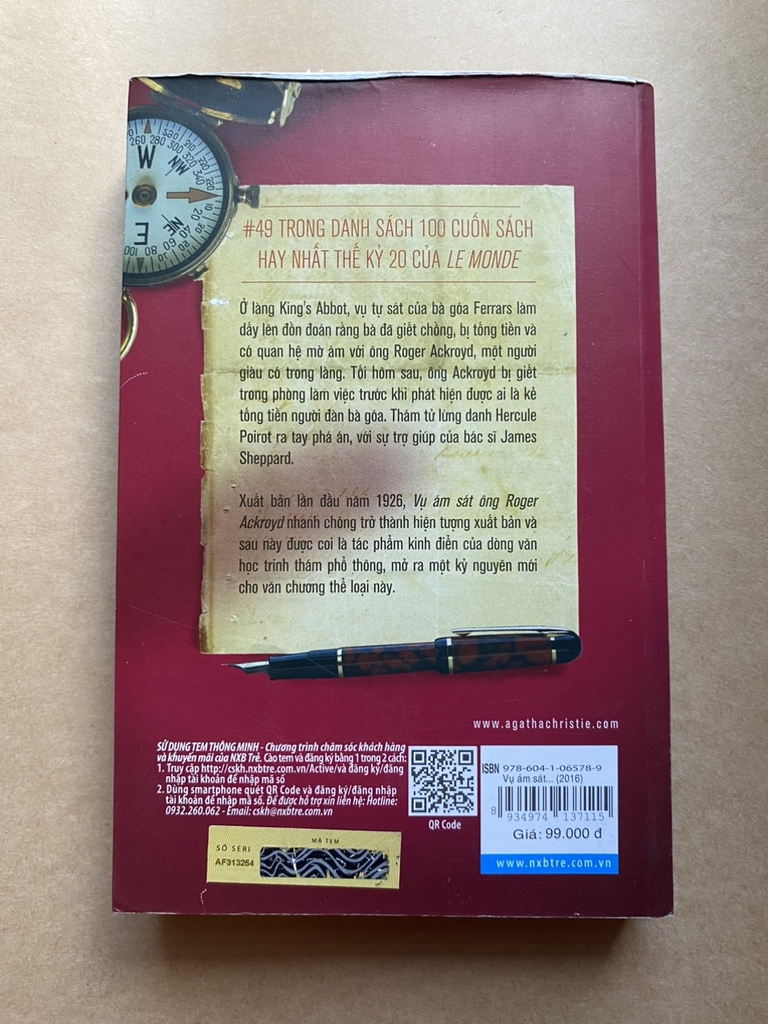 W
NW
NE
E
260 280 300 320 340
20 40 60 80 100
#49 TRONG DANH SÁCH 100 CUỐN SÁCH
HAY NHẤT THẾ KỶ 20 CỦA LE MONDE
Ở làng King's Abbot, vụ tự sát của bà góa Ferrars làm
dấy lên đồn đoán rằng bà đã giết chồng, bị tống tiền và
có quan hệ mờ ám với ông Roger Ackroyd, một người
giàu có trong làng. Tối hôm sau, ông Ackroyd bị giết
trong phòng làm việc trước khi phát hiện được ai là kẻ
tống tiền người đàn bà góa. Thám tử lừng danh Hercule
Poirot ra tay phá án, với sự trợ giúp của bác sĩ James
Sheppard.
Xuất bản lần đầu năm 1926, Vụ ám sát ông Roger
Ackroyd nhanh chóng trở thành hiện tượng xuất bản và
sau này được coi là tác phẩm kinh điển của dòng văn
học trinh thám phổ thông, mở ra một kỷ nguyên mới
cho văn chương thể loại này.
www.agathachristie.com
SỬ DỤNG TEM THÔNG MINH - Chương trình chăm sóc khách hàng
và khuyến mãi của NXB Trẻ. Cào tem và đăng ký bằng 1 trong 2 cách:
1. Truy cập http://cskh.nxbtre.com.vn/Active và đăng ký/đăng
nhập tài khoản để nhập mã số
2. Dùng smartphone quét QR Code và đăng ký/đăng nhập
tài khoản để nhập mã số. Để được hỗ trợ xin liên hệ: Hotline:
0932.260.062 - Email: cskh@nxbtre.com.vn
QR Code
ISBN 978-604-1-06578-9
Vụ ám sát... (2016)
8 934974 137115
Giá: 99.000 đ
www.nxbtre.com.vn
SỐ SERI
AF313264
MÃ TEM